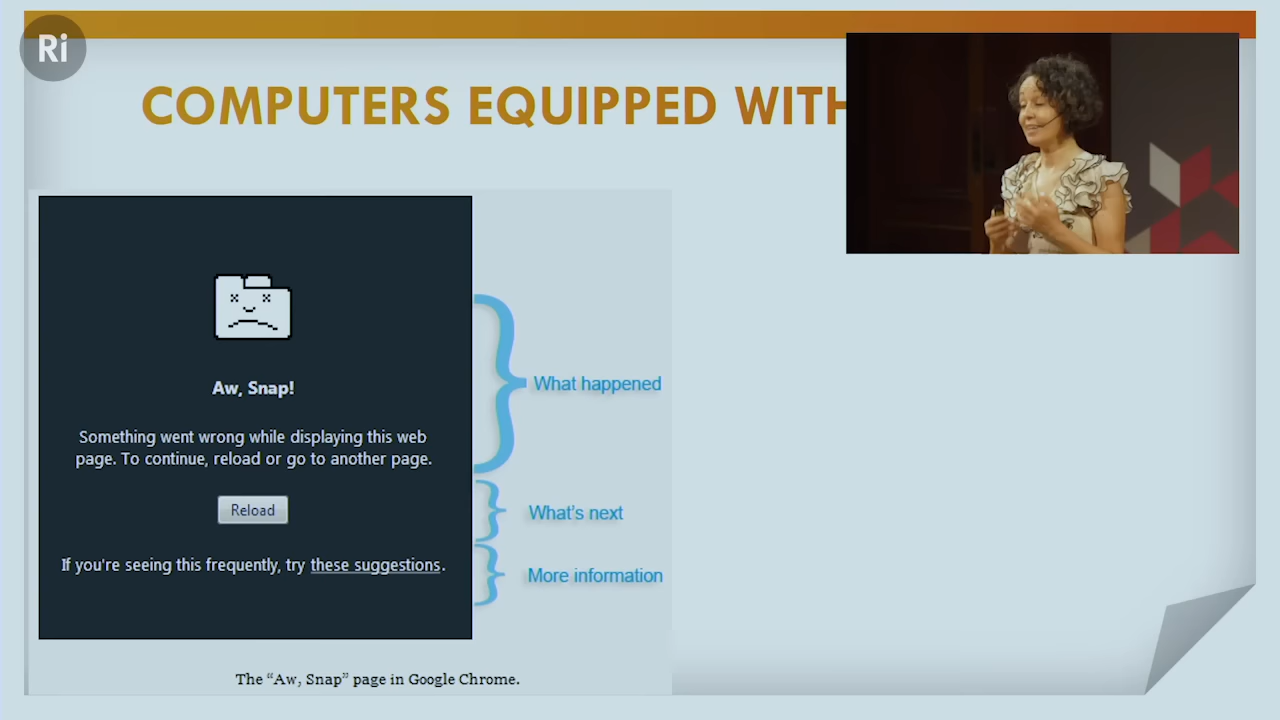 Ri
COMPUTERS EQUIPPED WITH
Aw, Snap!
Something went wrong while displaying this web
page. To continue, reload or go to another page.
Reload
If you're seeing this frequently, try these suggestions.
What happened
What's next
More information
The “Aw, Snap” page in Google Chrome.